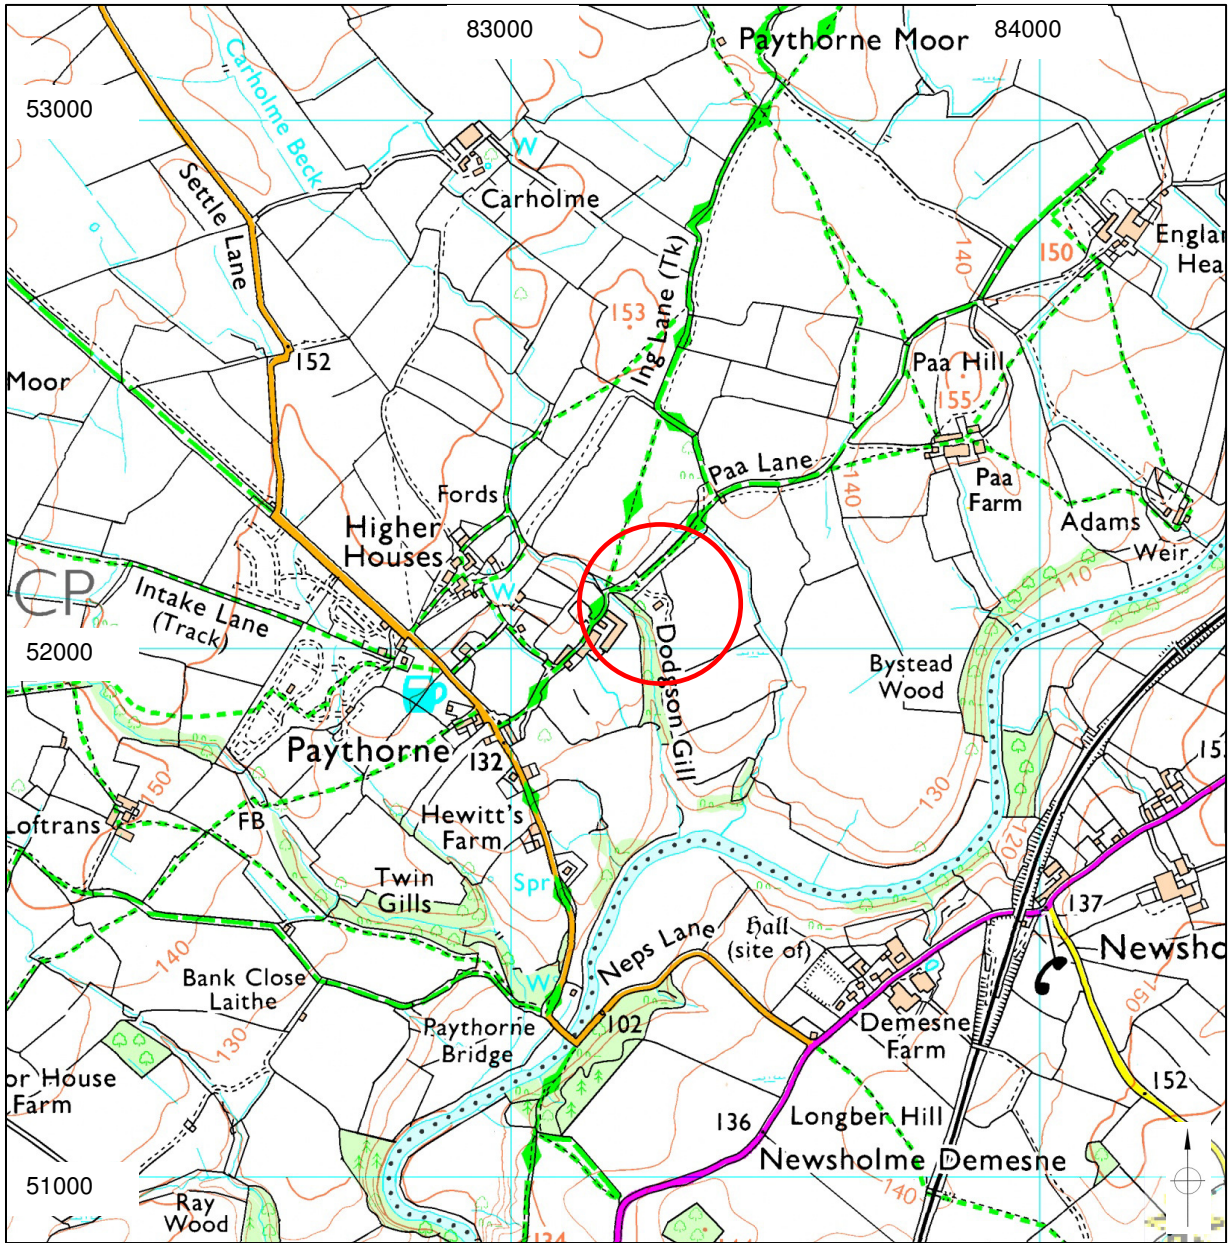 83000
84000
Paythorne Moor
53000
Carholme Beck
W
Carholme
Settle
Lane
Ing Lane (Tk)
153
140
150
Englan
Hea
152
Moor
Paa Hill
155
Paa Lane
140
Paa
Farm
Fords
Higher
Houses
Adams
Weir
CP
Intake Lane
(Track)
W
110
52000
Dodgson Gill
Bystead
Wood
Paythorne
132
150
130
Loftrans
FB
Hewitt's
Farm
120
Twin
Gills
Spr
137
Hall
(site of)
Neps Lane
Newsho
140
Bank Close
Laithe
W
150
Paythorne
Bridge
102
Demesne
Farm
130
or House
Farm
152
136
Longber Hill
Newsholme Demesne
51000
140
Ray
Wood